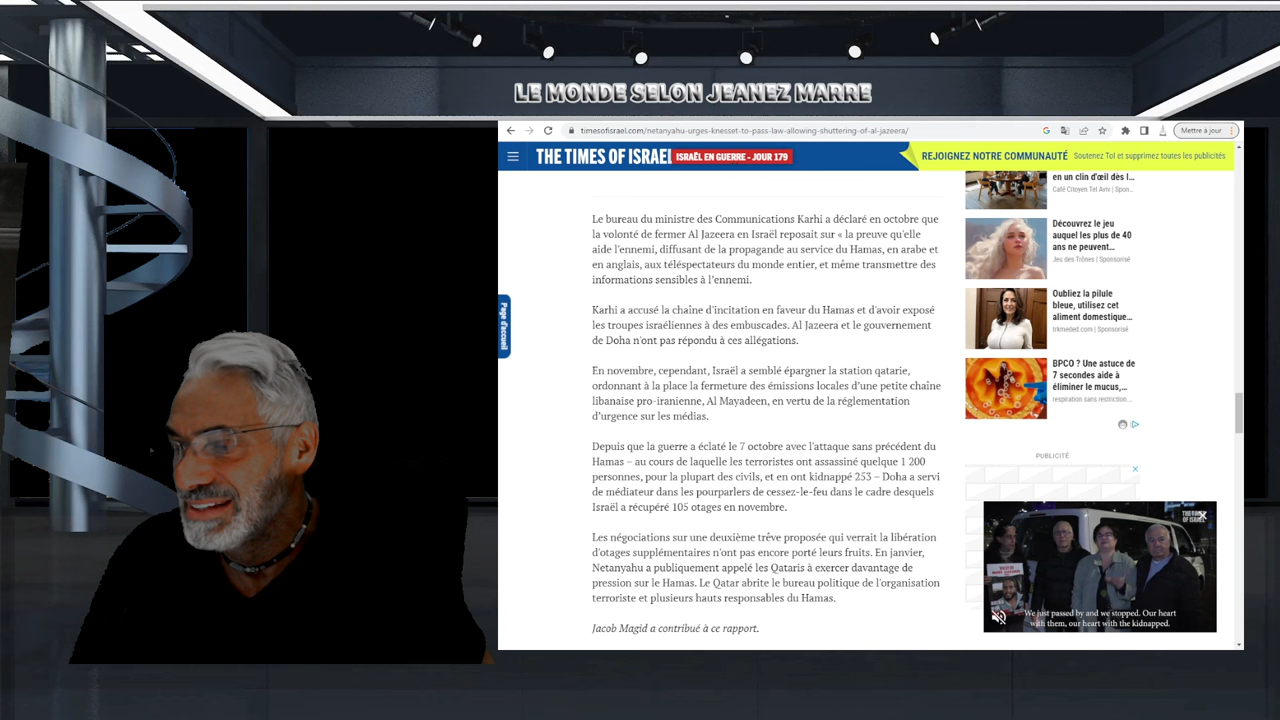 LE MONDE SELON JEANEZ MARRE
timesofisrael.com/netanyahu-urges-knesset-to-pass-law-allowing-shuttering-of-al-jazeera/
Mettre à jour
THE TIMES OF ISRAEL
ISRAËL EN GUERRE - JOUR 179
REJOIGNEZ NOTRE COMMUNAUTÉ
Soutenez ToI et supprimez toutes les publicités
Page d'accueil
Le bureau du ministre des Communications Karhi a déclaré en octobre que
la volonté de fermer Al Jazeera en Israël reposait sur « la preuve qu'elle
aide l'ennemi, diffusant de la propagande au service du Hamas, en arabe et
en anglais, aux téléspectateurs du monde entier, et même transmettre des
informations sensibles à l'ennemi.
Karhi a accusé la chaîne d'incitation en faveur du Hamas et d'avoir exposé
les troupes israéliennes à des embuscades. Al Jazeera et le gouvernement
de Doha n'ont pas répondu à ces allégations.
En novembre, cependant, Israël a semblé épargner la station qatarie,
ordonnant à la place la fermeture des émissions locales d'une petite chaîne
libanaise pro-iranienne, Al Mayadeen, en vertu de la réglementation
d'urgence sur les médias.
Depuis que la guerre a éclaté le 7 octobre avec l'attaque sans précédent du
Hamas – au cours de laquelle les terroristes ont assassiné quelque 1 200
personnes, pour la plupart des civils, et en ont kidnappé 253 – Doha a servi
de médiateur dans les pourparlers de cessez-le-feu dans le cadre desquels
Israël a récupéré 105 otages en novembre.
Les négociations sur une deuxième trêve proposée qui verrait la libération
d'otages supplémentaires n'ont pas encore porté leurs fruits. En janvier,
Netanyahu a publiquement appelé les Qataris à exercer davantage de
pression sur le Hamas. Le Qatar abrite le bureau politique de l'organisation
terroriste et plusieurs hauts responsables du Hamas.
Jacob Magid a contribué à ce rapport.
en un clin d'œil dès l...
Café Citoyen Tel Aviv | Spon...
Découvrez le jeu
auquel les plus de 40
ans ne peuvent...
Jeu des Trônes | Sponsorisé
Oubliez la pilule
bleue, utilisez cet
aliment domestique...
trkmeded.com | Sponsorisé
BPCO ? Une astuce de
7 secondes aide à
éliminer le mucus,...
respiration sans restriction...
PUBLICITÉ
THE TIMES
OF ISRAEL
We just passed by and we stopped. Our heart
with them, our heart with the kidnapped.